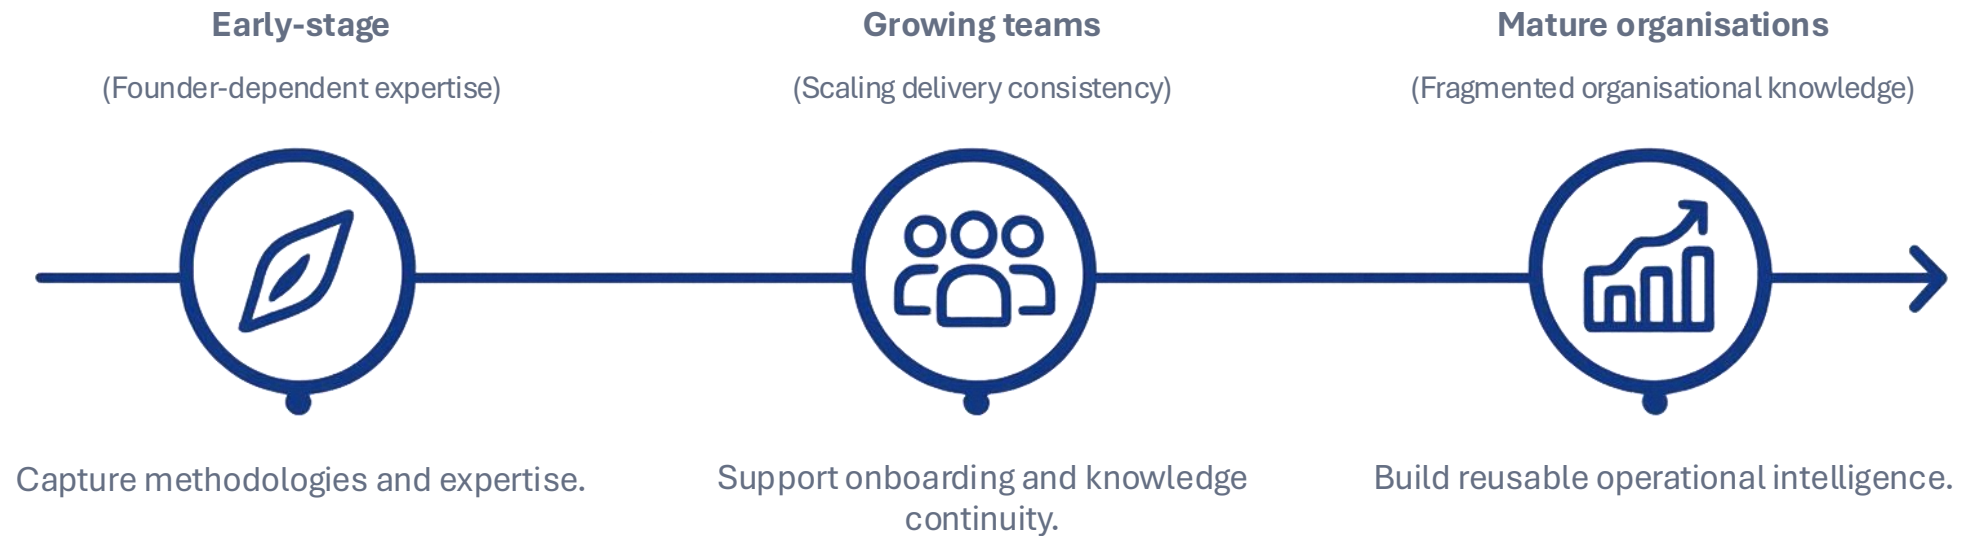 Early-stage
(Founder-dependent expertise)
Capture methodologies and expertise.
Growing teams
(Scaling delivery consistency)
Support onboarding and knowledge
continuity.
Mature organisations
(Fragmented organisational knowledge)
Build reusable operational intelligence.